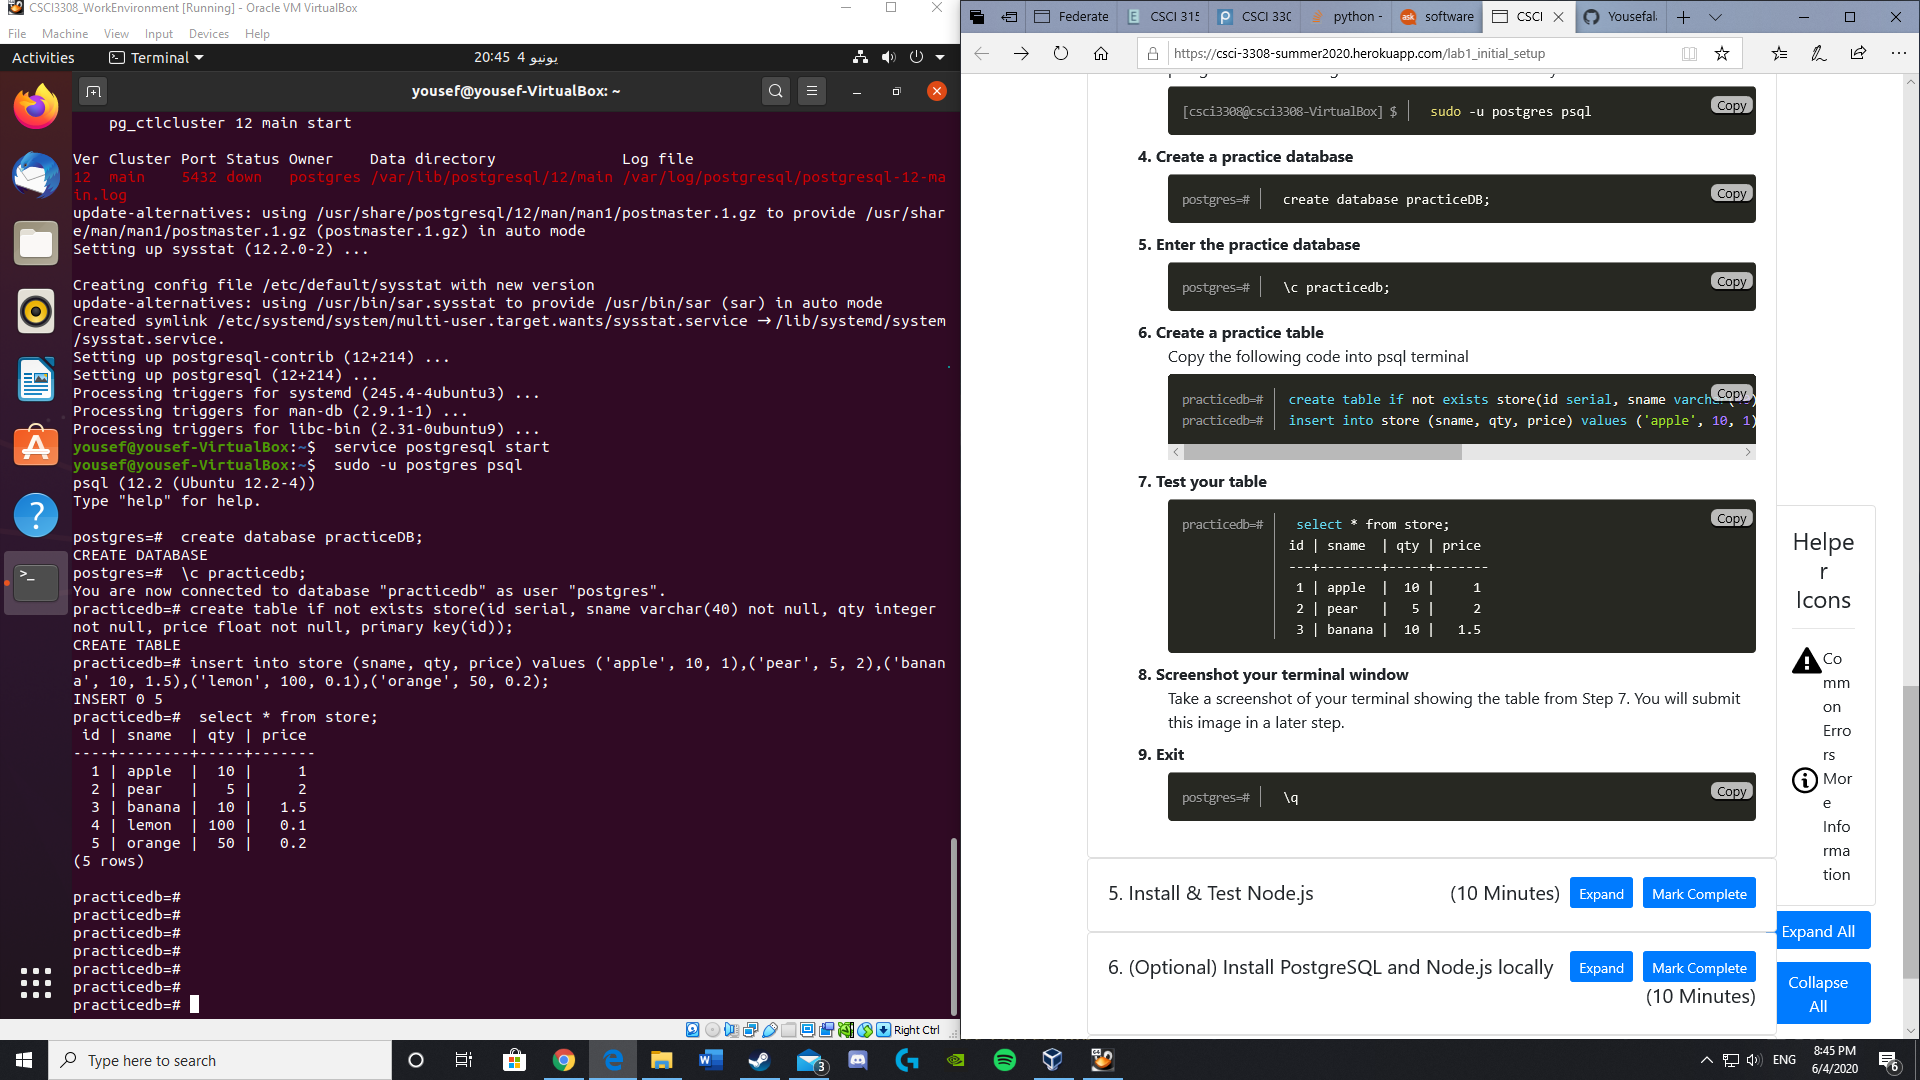 CSCI3308_WorkEnvironment [Running] - Oracle VM VirtualBox
File Machine View Input Devices Help
Activities Terminal 20:45 4 يونيو
yousef@yousef-VirtualBox: ~
pg_ctlcluster 12 main start
Ver Cluster Port Status Owner Data directory Log file
12 main 5432 down postgres /var/lib/postgresql/12/main /var/log/postgresql/postgresql-12-ma
in.log
update-alternatives: using /usr/share/postgresql/12/man/man1/postmaster.1.gz to provide /usr/shar
e/man/man1/postmaster.1.gz (postmaster.1.gz) in auto mode
Setting up sysstat (12.2.0-2) ...
Creating config file /etc/default/sysstat with new version
update-alternatives: using /usr/bin/sar.sysstat to provide /usr/bin/sar (sar) in auto mode
Created symlink /etc/systemd/system/multi-user.target.wants/sysstat.service → /lib/systemd/system
/sysstat.service.
Setting up postgresql-contrib (12+214) ...
Setting up postgresql (12+214) ...
Processing triggers for systemd (245.4-4ubuntu3) ...
Processing triggers for man-db (2.9.1-1) ...
Processing triggers for libc-bin (2.31-0ubuntu9) ...
yousef@yousef-VirtualBox:~$ service postgresql start
yousef@yousef-VirtualBox:~$ sudo -u postgres psql
psql (12.2 (Ubuntu 12.2-4))
Type "help" for help.
postgres=# create database practiceDB;
CREATE DATABASE
postgres=# \c practicedb;
You are now connected to database "practicedb" as user "postgres".
practicedb=# create table if not exists store(id serial, sname varchar(40) not null, qty integer
not null, price float not null, primary key(id));
CREATE TABLE
practicedb=# insert into store (sname, qty, price) values ('apple', 10, 1),('pear', 5, 2),('banan
a', 10, 1.5),('lemon', 100, 0.1),('orange', 50, 0.2);
INSERT 0 5
practicedb=# select * from store;
id | sname | qty | price
----+--------+-----+-------
1 | apple | 10 | 1
2 | pear | 5 | 2
3 | banana | 10 | 1.5
4 | lemon | 100 | 0.1
5 | orange | 50 | 0.2
(5 rows)
practicedb=#
practicedb=#
practicedb=#
practicedb=#
practicedb=#
practicedb=#
practicedb=#
Right Ctrl
Federate CSCI 315 CSCI 330 python - software CSCI Yousefal
https://csci-3308-summer2020.herokuapp.com/lab1_initial_setup
[csci3308@csci3308-VirtualBox] $ sudo -u postgres psql Copy
4. Create a practice database
postgres=# create database practiceDB; Copy
5. Enter the practice database
postgres=# \c practicedb; Copy
6. Create a practice table
Copy the following code into psql terminal
practicedb=# create table if not exists store(id serial, sname varchar(40) Copy
practicedb=# insert into store (sname, qty, price) values ('apple', 10, 1)
7. Test your table
practicedb=# select * from store; Copy
id | sname | qty | price
---+--------+-----+-------
1 | apple | 10 | 1
2 | pear | 5 | 2
3 | banana | 10 | 1.5
8. Screenshot your terminal window
Take a screenshot of your terminal showing the table from Step 7. You will submit
this image in a later step.
9. Exit
postgres=# \q Copy
5. Install & Test Node.js (10 Minutes) Expand Mark Complete
6. (Optional) Install PostgreSQL and Node.js locally Expand Mark Complete
(10 Minutes)
Helpe
r
Icons
Co
mm
on
Erro
rs
Mor
e
Info
rma
tion
Expand All
Collapse
All
Type here to search
3
ENG
8:45 PM
6/4/2020
6